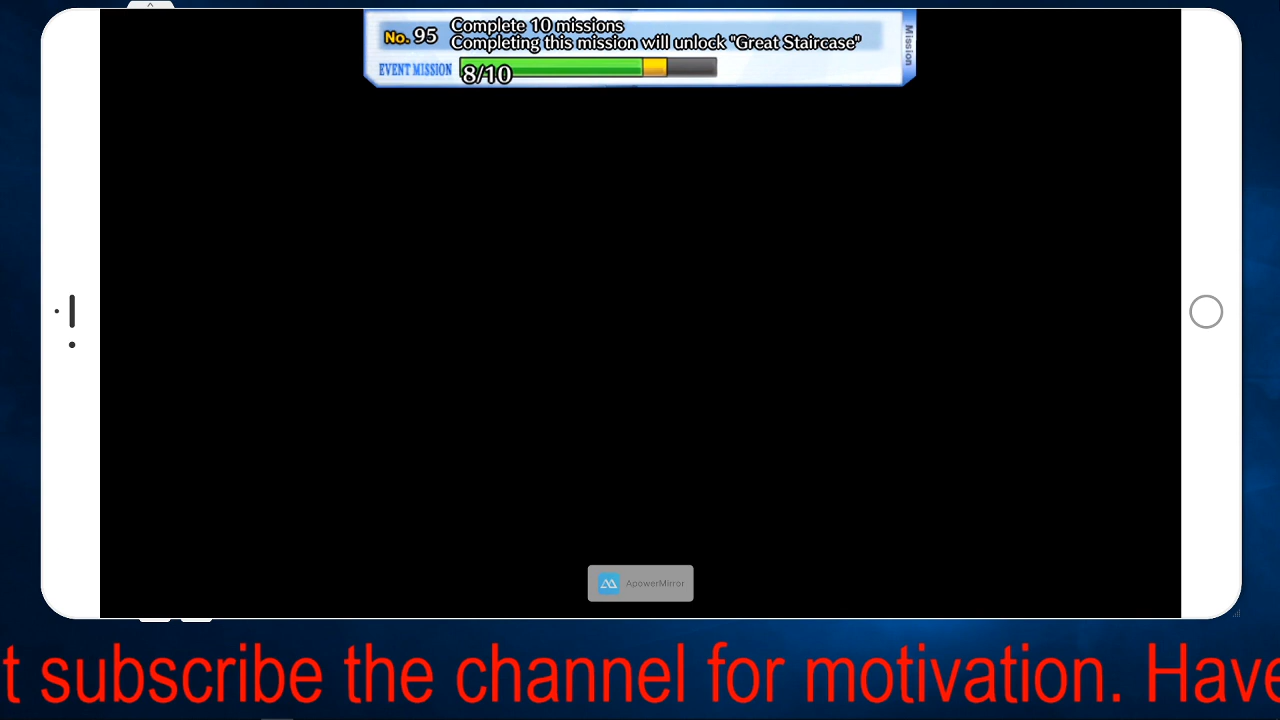 No. 95
Complete 10 missions
Completing this mission will unlock "Great Staircase"
Mission
EVENT MISSION
8/10
ApowerMirror
t subscribe the channel for motivation. Have